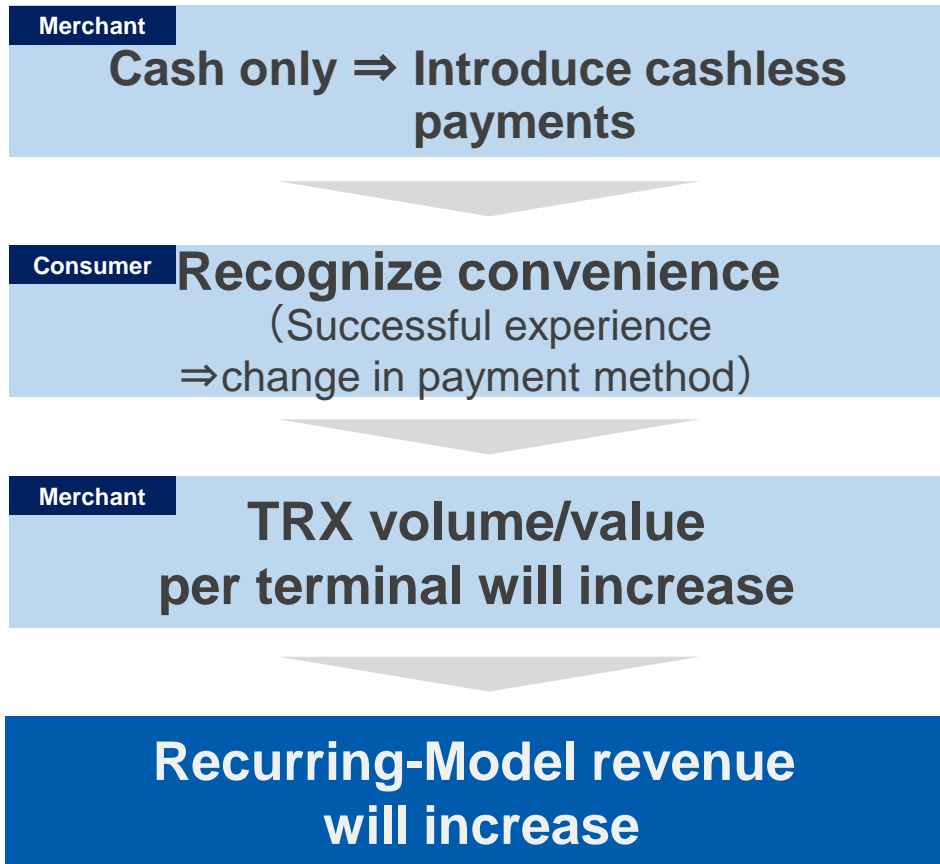 Merchant
Cash only ⇒ Introduce cashless
payments
Consumer
Recognize convenience
（Successful experience
⇒change in payment method）
Merchant
TRX volume/value
per terminal will increase
Recurring-Model revenue
will increase